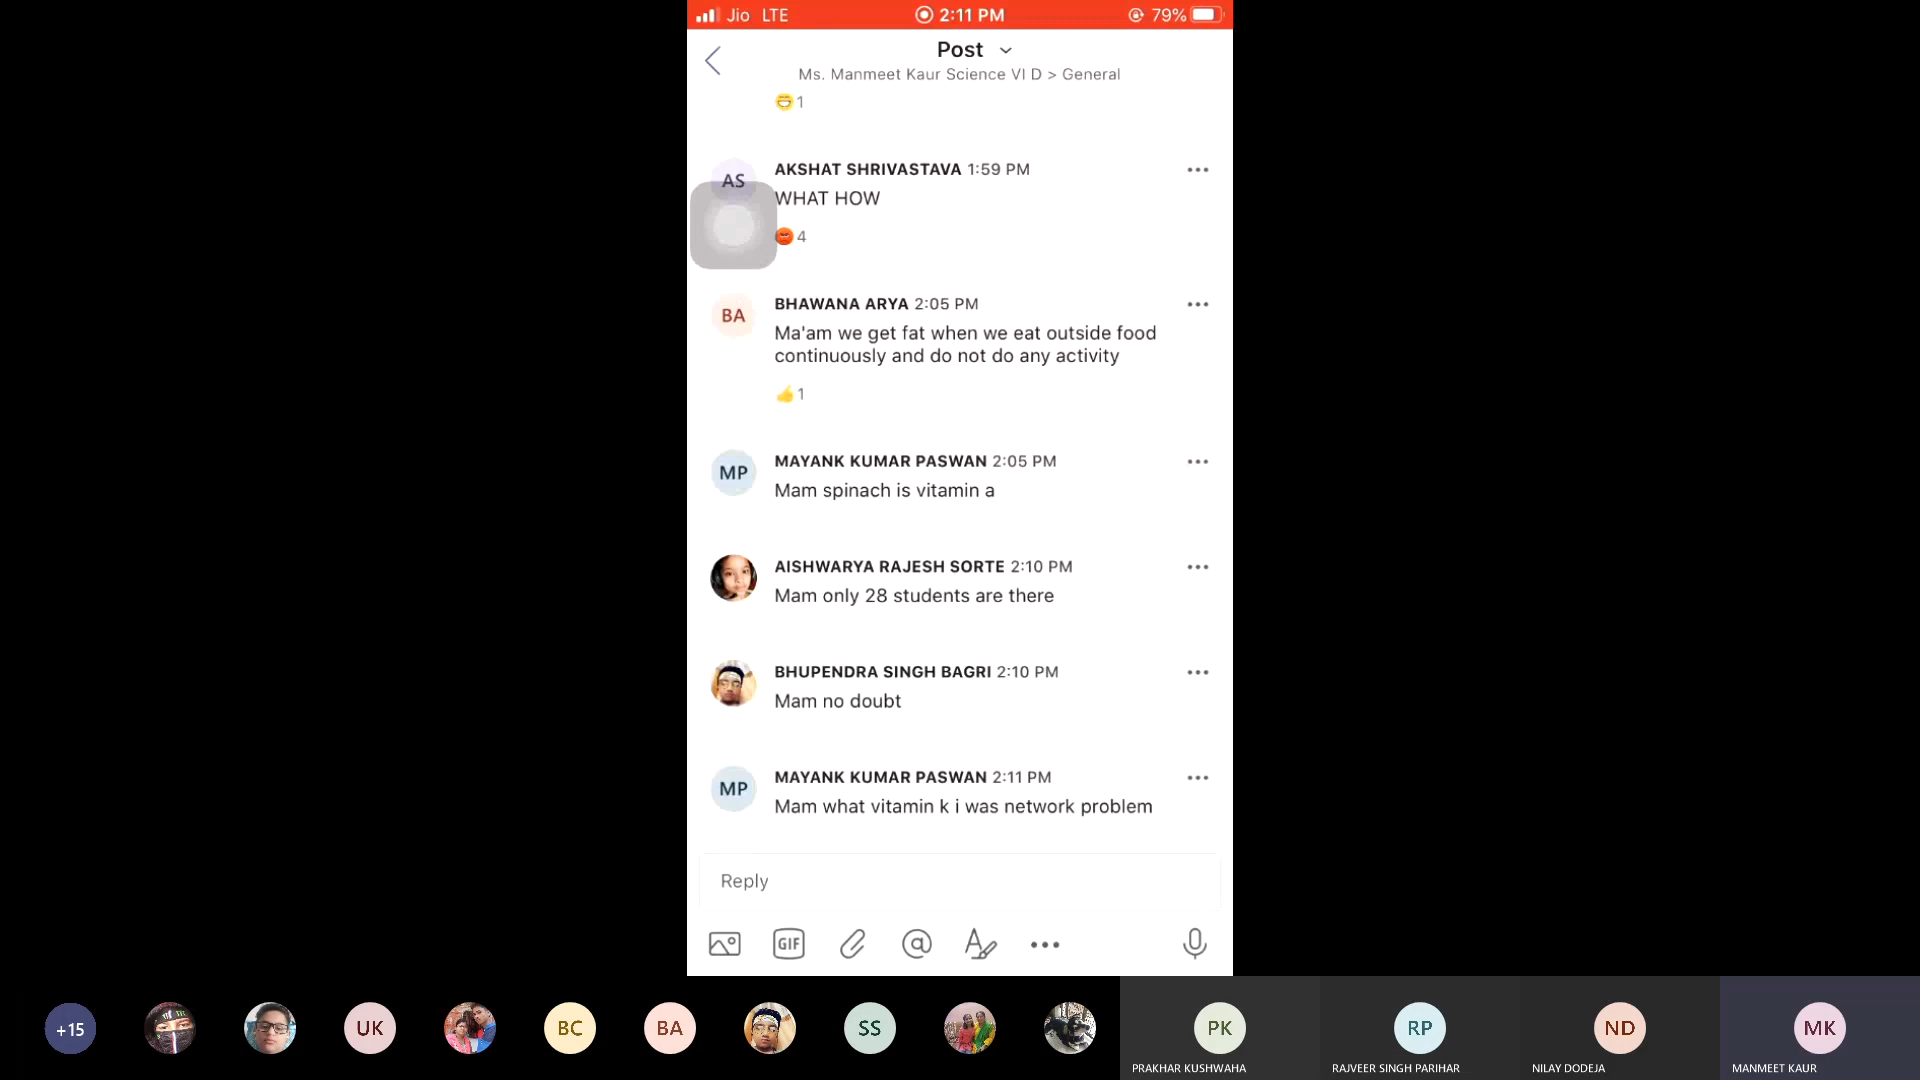 Jio LTE 2:11 PM 79%
Post
Ms. Manmeet Kaur Science VI D > General
1
AS
AKSHAT SHRIVASTAVA 1:59 PM
WHAT HOW
4
BA
BHAWANA ARYA 2:05 PM
Ma'am we get fat when we eat outside food
continuously and do not do any activity
1
MP
MAYANK KUMAR PASWAN 2:05 PM
Mam spinach is vitamin a
AISHWARYA RAJESH SORTE 2:10 PM
Mam only 28 students are there
BHUPENDRA SINGH BAGRI 2:10 PM
Mam no doubt
MP
MAYANK KUMAR PASWAN 2:11 PM
Mam what vitamin k i was network problem
Reply
GIF
+15 UK BC BA SS PK RP ND MK
PRAKHAR KUSHWAHA RAJVEER SINGH PARIHAR NILAY DODEJA MANMEET KAUR